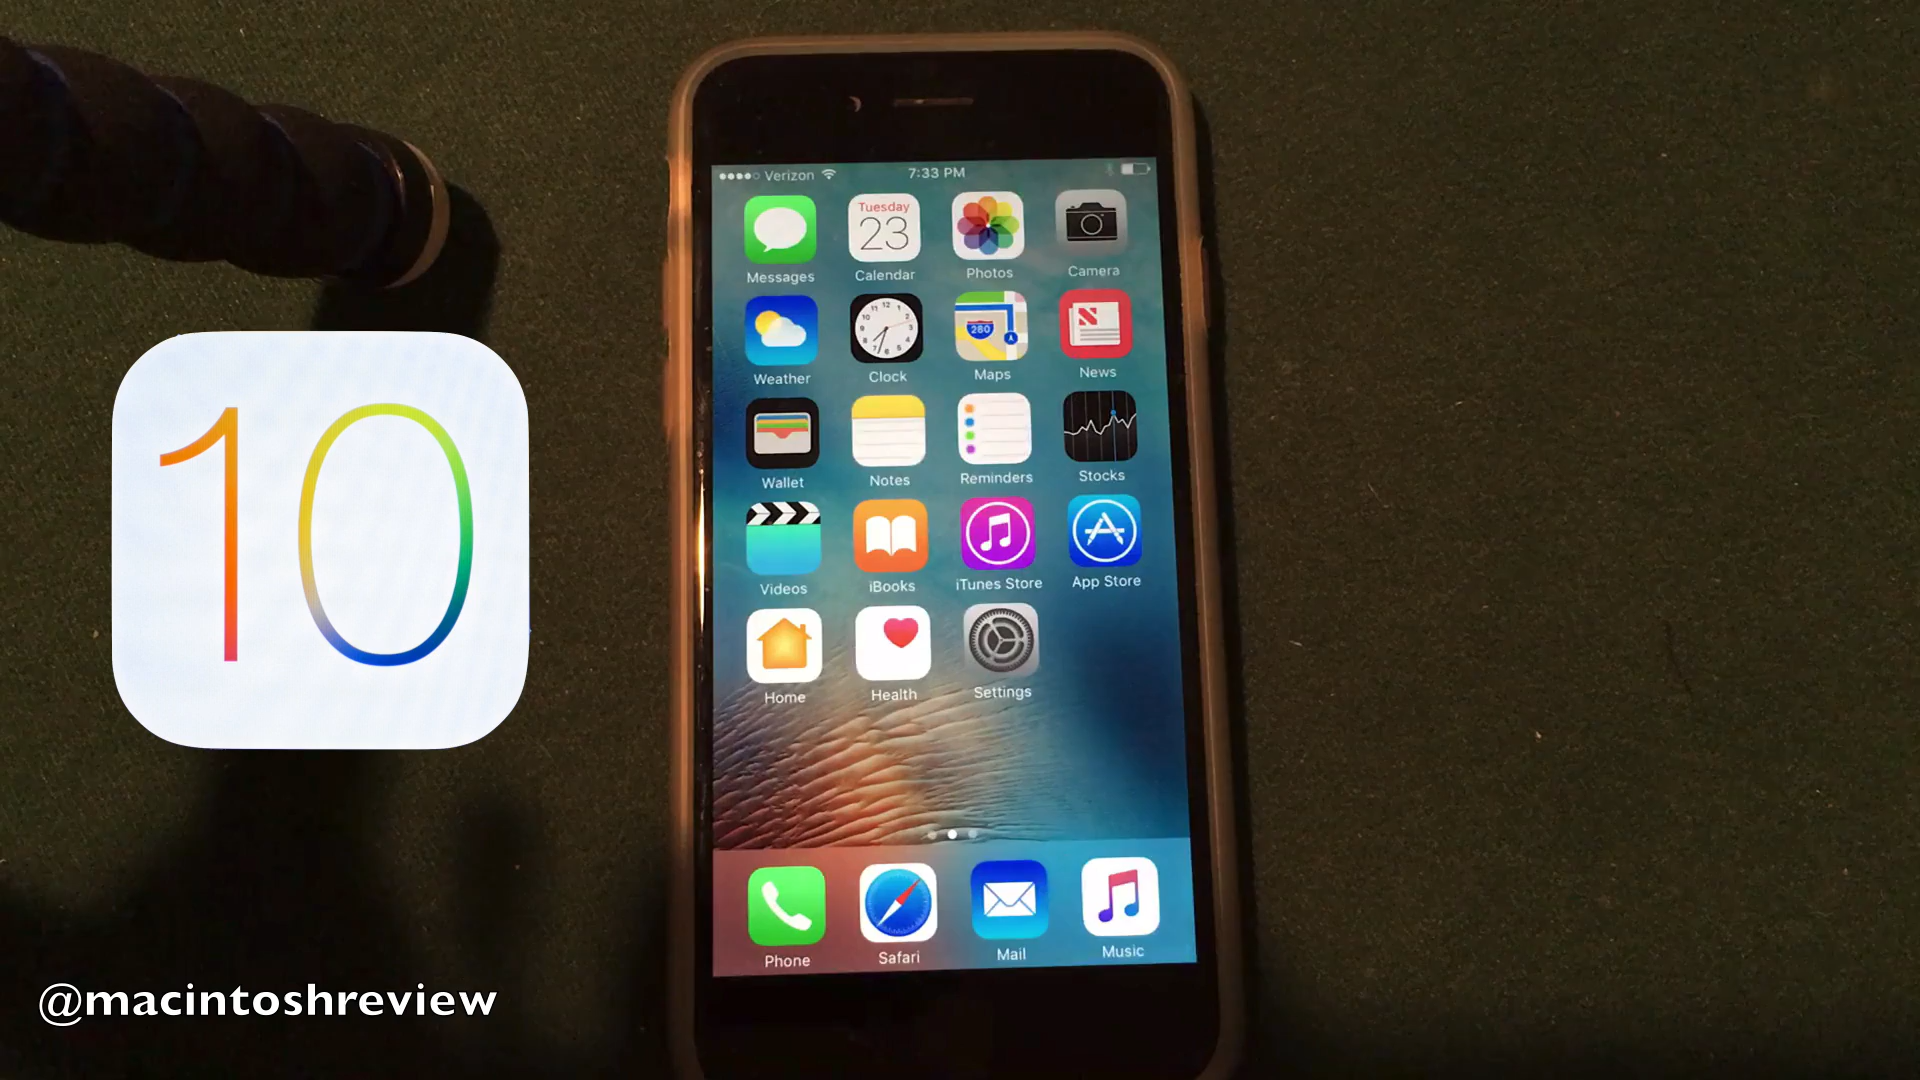 Verizon 7:33 PM
Tuesday
23
Messages Calendar Photos Camera
280
Weather Clock Maps News
Wallet Notes Reminders Stocks
Videos iBooks iTunes Store App Store
Home Health Settings
Phone Safari Mail Music
10
@macintoshreview